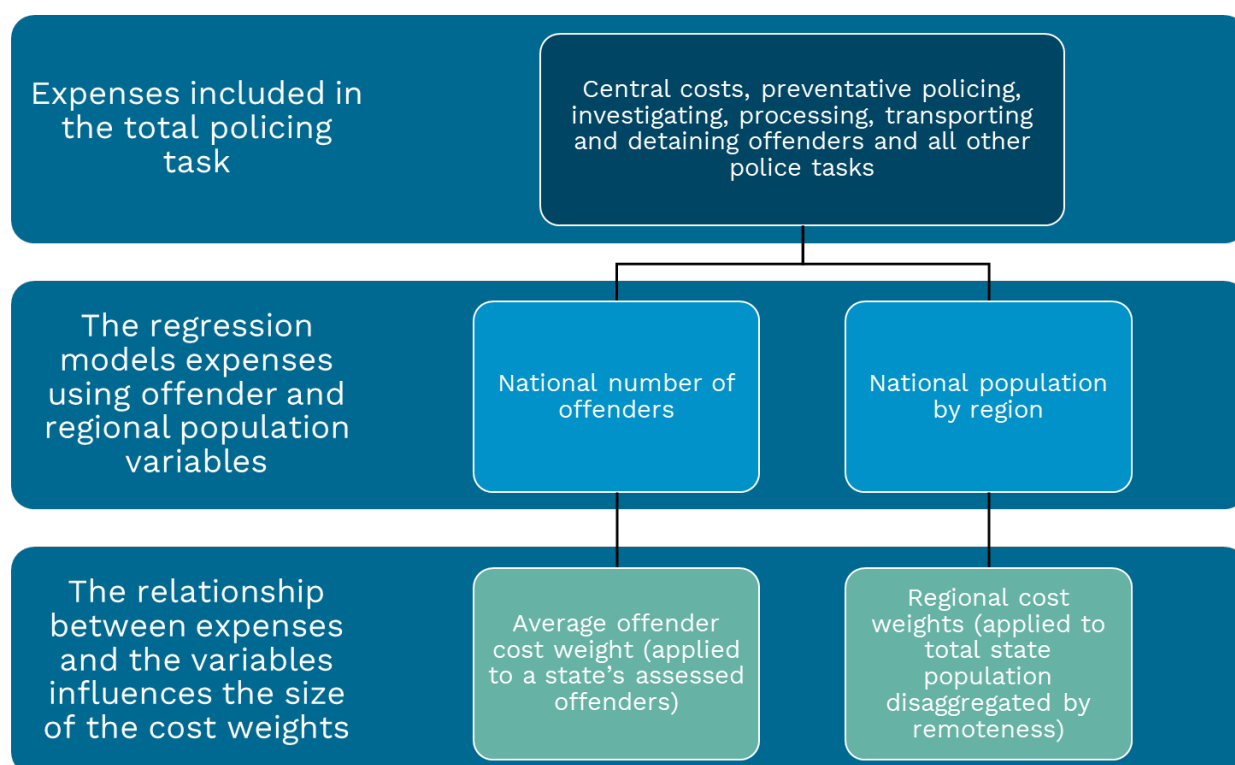 Expenses included in
the total policing
task
Central costs, preventative policing,
investigating, processing, transporting
and detaining offenders and all other
police tasks
The regression
models expenses
using offender and
regional population
variables
National number of
offenders
National population
by region
The relationship
between expenses
and the variables
influences the size
of the cost weights
Average offender
cost weight (applied
to a state’s assessed
offenders)
Regional cost
weights (applied to
total state
population
disaggregated by
remoteness)